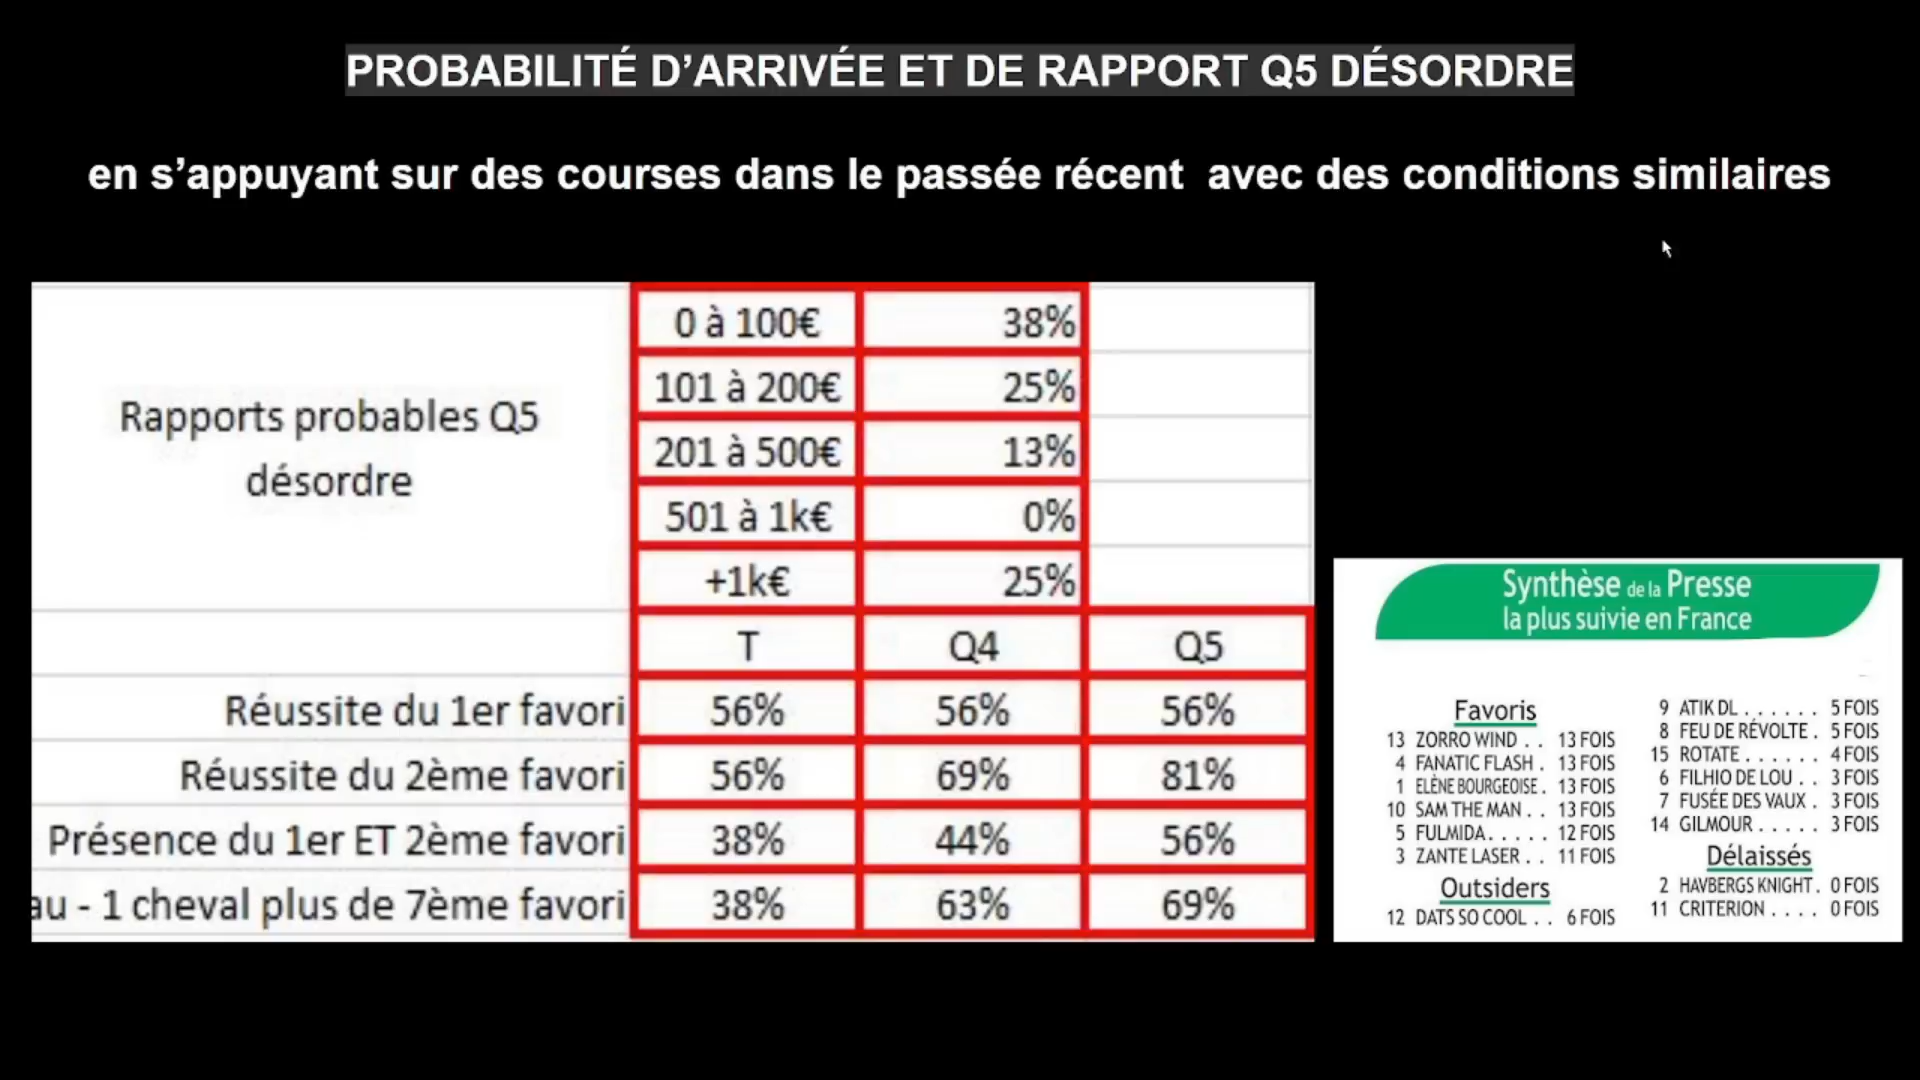 PROBABILITÉ D’ARRIVÉE ET DE RAPPORT Q5 DÉSORDRE
en s’appuyant sur des courses dans le passée récent avec des conditions similaires
Rapports probables Q5
désordre
0 à 100€ 38%
101 à 200€ 25%
201 à 500€ 13%
501 à 1k€ 0%
+1k€ 25%
T Q4 Q5
Réussite du 1er favori 56% 56% 56%
Réussite du 2ème favori 56% 69% 81%
Présence du 1er ET 2ème favori 38% 44% 56%
au - 1 cheval plus de 7ème favori 38% 63% 69%
Synthèse de la Presse
la plus suivie en France
Favoris
13 ZORRO WIND . . 13 FOIS
4 FANATIC FLASH . 13 FOIS
1 ELÈNE BOURGEOISE . 13 FOIS
10 SAM THE MAN . . 13 FOIS
5 FULMIDA. . . . . 12 FOIS
3 ZANTE LASER . . 11 FOIS
Outsiders
12 DATS SO COOL . . 6 FOIS
9 ATIK DL . . . . . . 5 FOIS
8 FEU DE RÉVOLTE . 5 FOIS
15 ROTATE . . . . . . 4 FOIS
6 FILHIO DE LOU . . 3 FOIS
7 FUSÉE DES VAUX . 3 FOIS
14 GILMOUR . . . . . 3 FOIS
Délaissés
2 HAVBERGS KNIGHT . 0 FOIS
11 CRITERION . . . . 0 FOIS